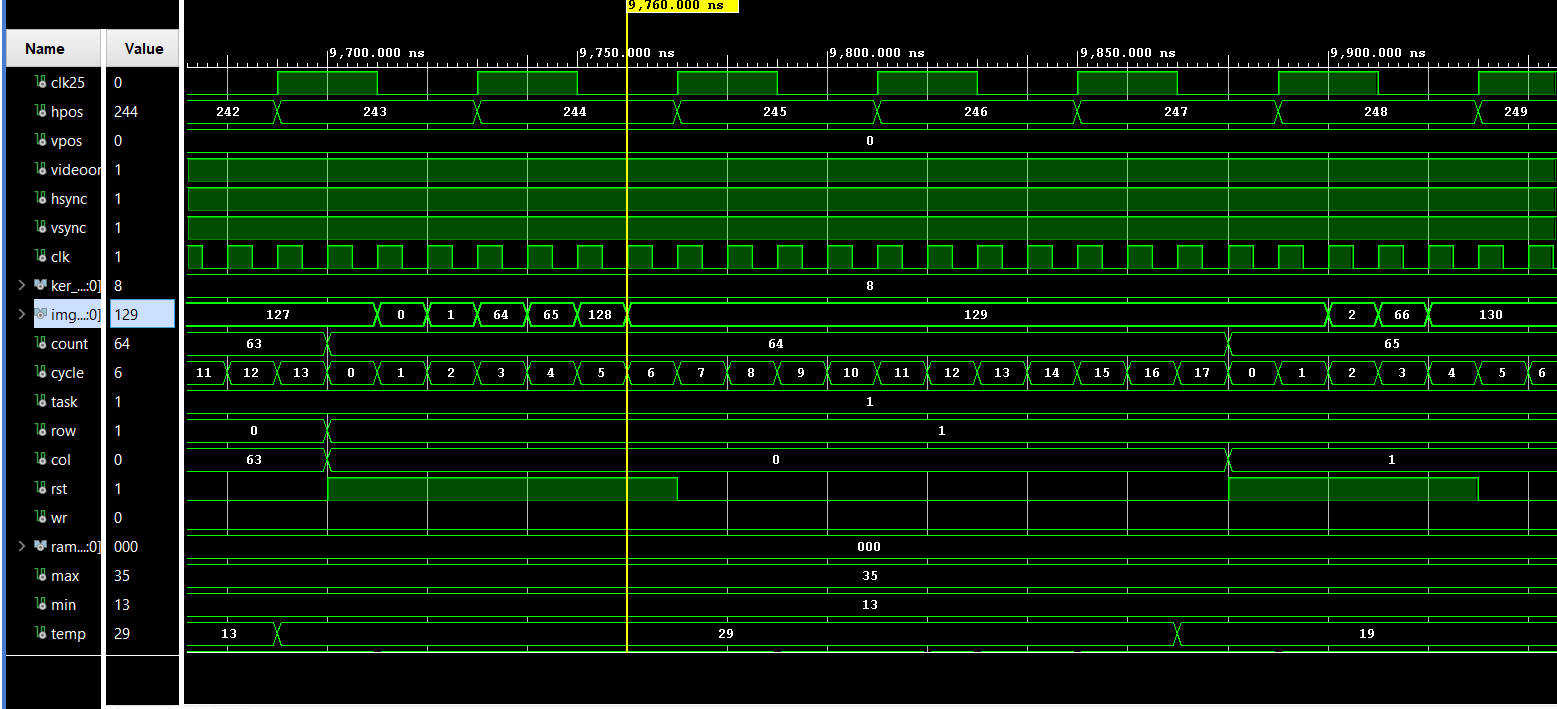 9,760.000 ns
Name Value
9,700.000 ns 9,750.000 ns 9,800.000 ns 9,850.000 ns 9,900.000 ns
clk25 0
hpos 244 242 243 244 245 246 247 248 249
vpos 0 0
videoon 1
hsync 1
vsync 1
clk 1
ker_...:0] 8 8
img...:0] 129 127 0 1 64 65 128 129 2 66 130
count 64 63 64 65
cycle 6 11 12 13 0 1 2 3 4 5 6 7 8 9 10 11 12 13 14 15 16 17 0 1 2 3 4 5 6
task 1 1
row 1 0 1
col 0 63 0 1
rst 1
wr 0
ram...:0] 000 000
max 35 35
min 13 13
temp 29 13 29 19